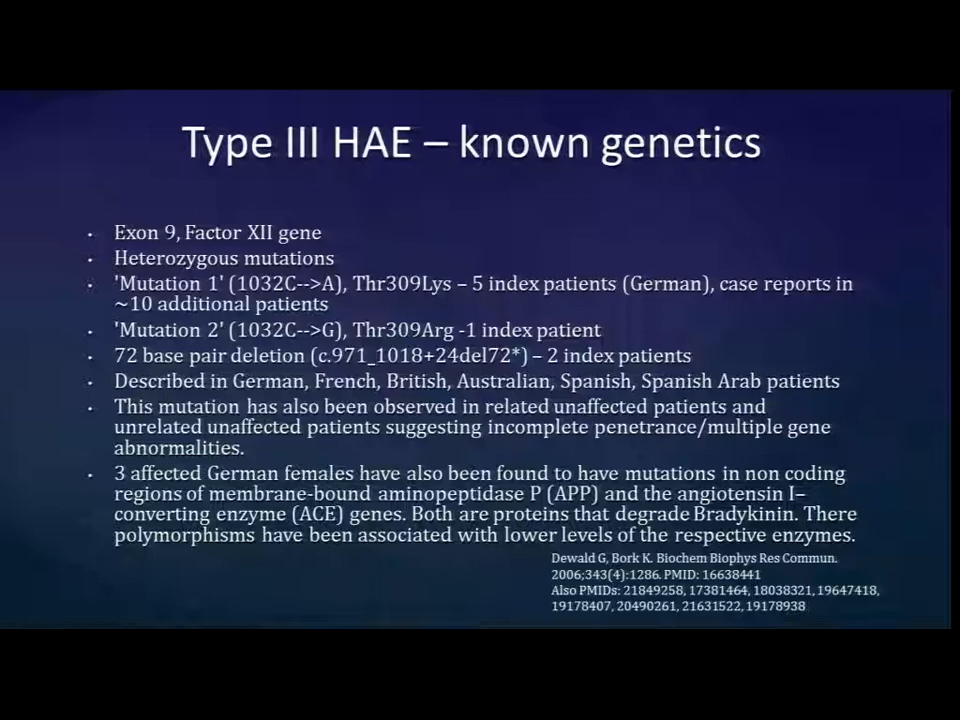 Type III HAE – known genetics
• Exon 9, Factor XII gene
• Heterozygous mutations
• 'Mutation 1' (1032C-->A), Thr309Lys – 5 index patients (German), case reports in
~10 additional patients
• 'Mutation 2' (1032C-->G), Thr309Arg -1 index patient
• 72 base pair deletion (c.971_1018+24del72*) – 2 index patients
• Described in German, French, British, Australian, Spanish, Spanish Arab patients
• This mutation has also been observed in related unaffected patients and
unrelated unaffected patients suggesting incomplete penetrance/multiple gene
abnormalities.
• 3 affected German females have also been found to have mutations in non coding
regions of membrane-bound aminopeptidase P (APP) and the angiotensin I–
converting enzyme (ACE) genes. Both are proteins that degrade Bradykinin. There
polymorphisms have been associated with lower levels of the respective enzymes.
Dewald G, Bork K. Biochem Biophys Res Commun.
2006;343(4):1286. PMID: 16638441
Also PMIDs: 21849258, 17381464, 18038321, 19647418,
19178407, 20490261, 21631522, 19178938